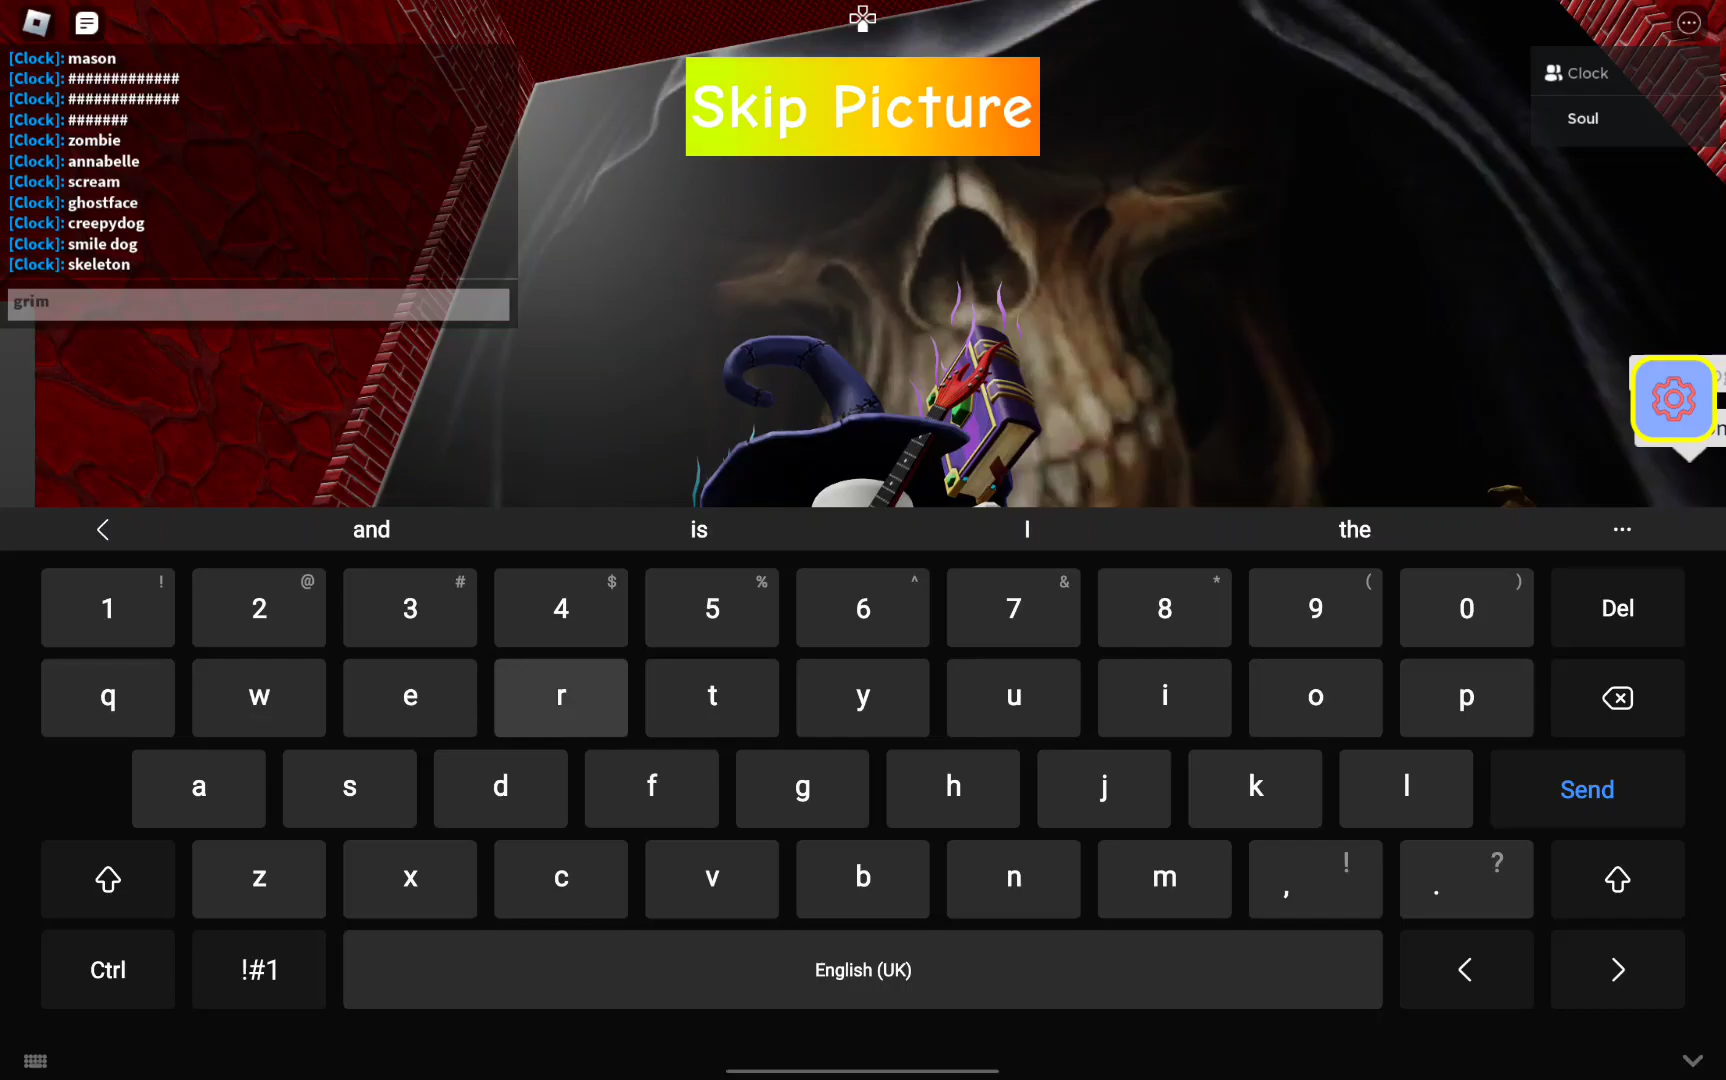 [Clock]: mason
[Clock]: #############
[Clock]: #############
[Clock]: #######
[Clock]: zombie
[Clock]: annabelle
[Clock]: scream
[Clock]: ghostface
[Clock]: creepydog
[Clock]: smile dog
[Clock]: skeleton
grim
Skip Picture
Clock
Soul
and is I the ...
! @ # $ % ^ & * ( )
1 2 3 4 5 6 7 8 9 0 Del
q w e r t y u i o p
a s d f g h j k l Send
! ?
z x c v b n m , .
Ctrl !#1 English (UK) < >